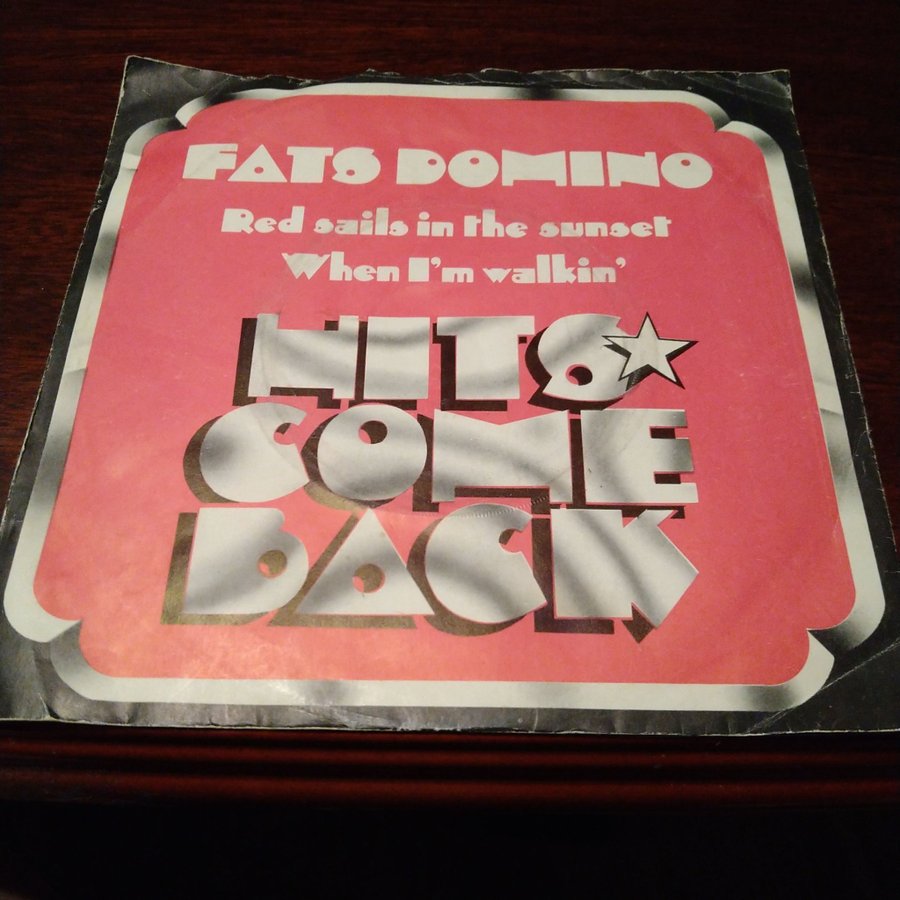 FATS DOMINO
Red sails in the sunset
When I'm walkin'
HITS
COME
BACK